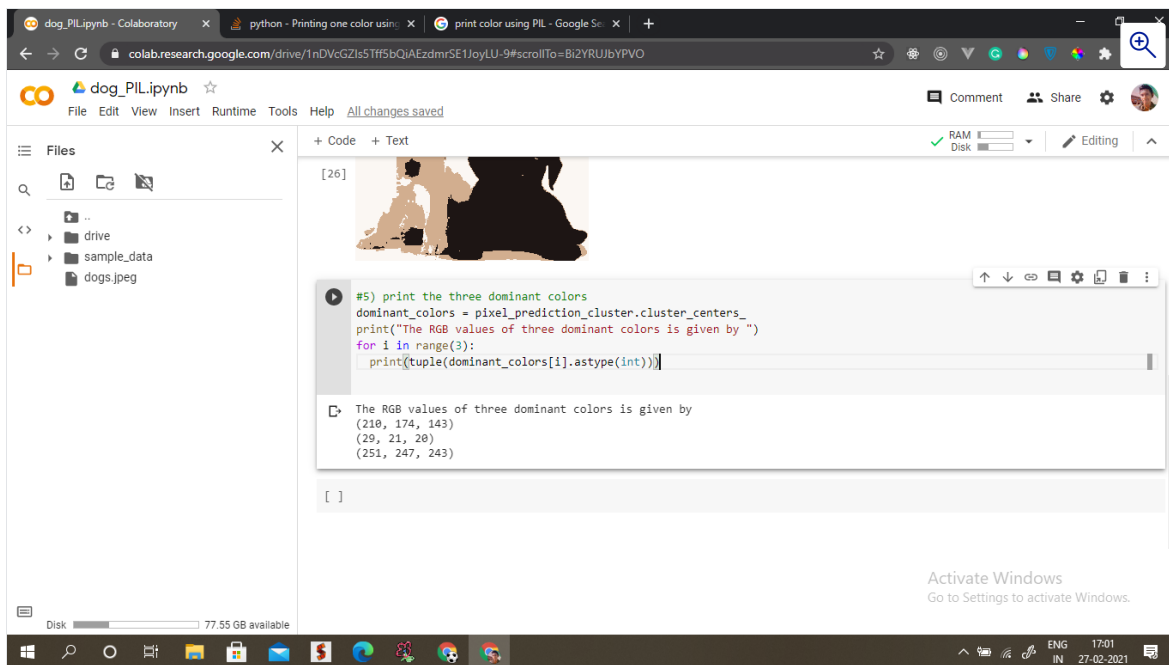 dog_PIL.ipynb - Colaboratory
python - Printing one color using
print color using PIL - Google Se
colab.research.google.com/drive/1nDVcGZIs5Tff5bQiAEzdmrSE1JoyLU-9#scrollTo=Bi2YRUJbYPVO
dog_PIL.ipynb
File Edit View Insert Runtime Tools Help All changes saved
Comment Share
Files
+ Code + Text
RAM
Disk
Editing
..
drive
sample_data
dogs.jpeg
[26]
#5) print the three dominant colors
dominant_colors = pixel_prediction_cluster.cluster_centers_
print("The RGB values of three dominant colors is given by ")
for i in range(3):
  print(tuple(dominant_colors[i].astype(int)))
The RGB values of three dominant colors is given by
(210, 174, 143)
(29, 21, 20)
(251, 247, 243)
[ ]
Activate Windows
Go to Settings to activate Windows.
Disk 77.55 GB available
ENG
IN
17:01
27-02-2021